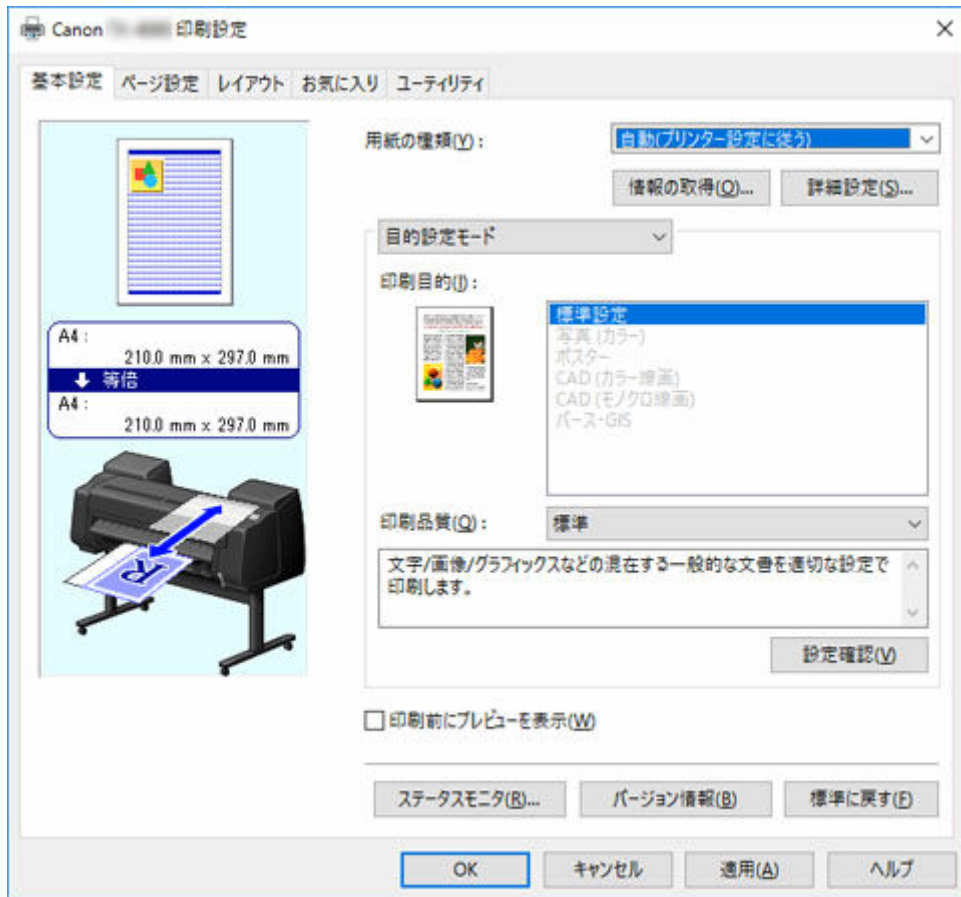 Canon 印刷設定
基本設定 ページ設定 レイアウト お気に入り ユーティリティ
用紙の種類(Y):
自動(プリンター設定に従う)
情報の取得(O)... 詳細設定(S)...
目的設定モード
印刷目的(I):
標準設定
写真 (カラー)
ポスター
CAD (カラー線画)
CAD (モノクロ線画)
パース・GIS
A4 :
210.0 mm x 297.0 mm
等倍
A4 :
210.0 mm x 297.0 mm
R
印刷品質(Q):
標準
文字/画像/グラフィックスなどの混在する一般的な文書を適切な設定で
印刷します。
設定確認(V)
印刷前にプレビューを表示(W)
ステータスモニタ(R)... バージョン情報(B) 標準に戻す(F)
OK キャンセル 適用(A) ヘルプ